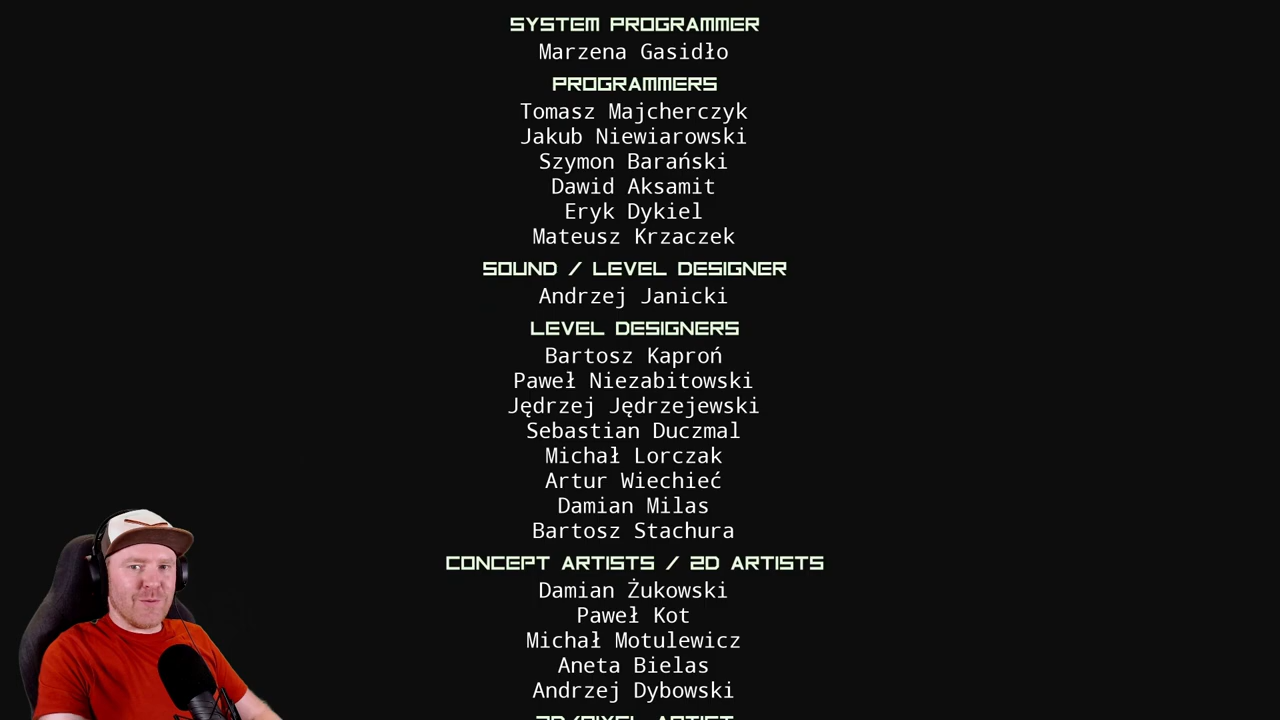 SYSTEM PROGRAMMER
Marzena Gasidło
PROGRAMMERS
Tomasz Majcherczyk
Jakub Niewiarowski
Szymon Barański
Dawid Aksamit
Eryk Dykiel
Mateusz Krzaczek
SOUND / LEVEL DESIGNER
Andrzej Janicki
LEVEL DESIGNERS
Bartosz Kaproń
Paweł Niezabitowski
Jędrzej Jędrzejewski
Sebastian Duczmal
Michał Lorczak
Artur Wiechieć
Damian Milas
Bartosz Stachura
CONCEPT ARTISTS / 2D ARTISTS
Damian Żukowski
Paweł Kot
Michał Motulewicz
Aneta Bielas
Andrzej Dybowski